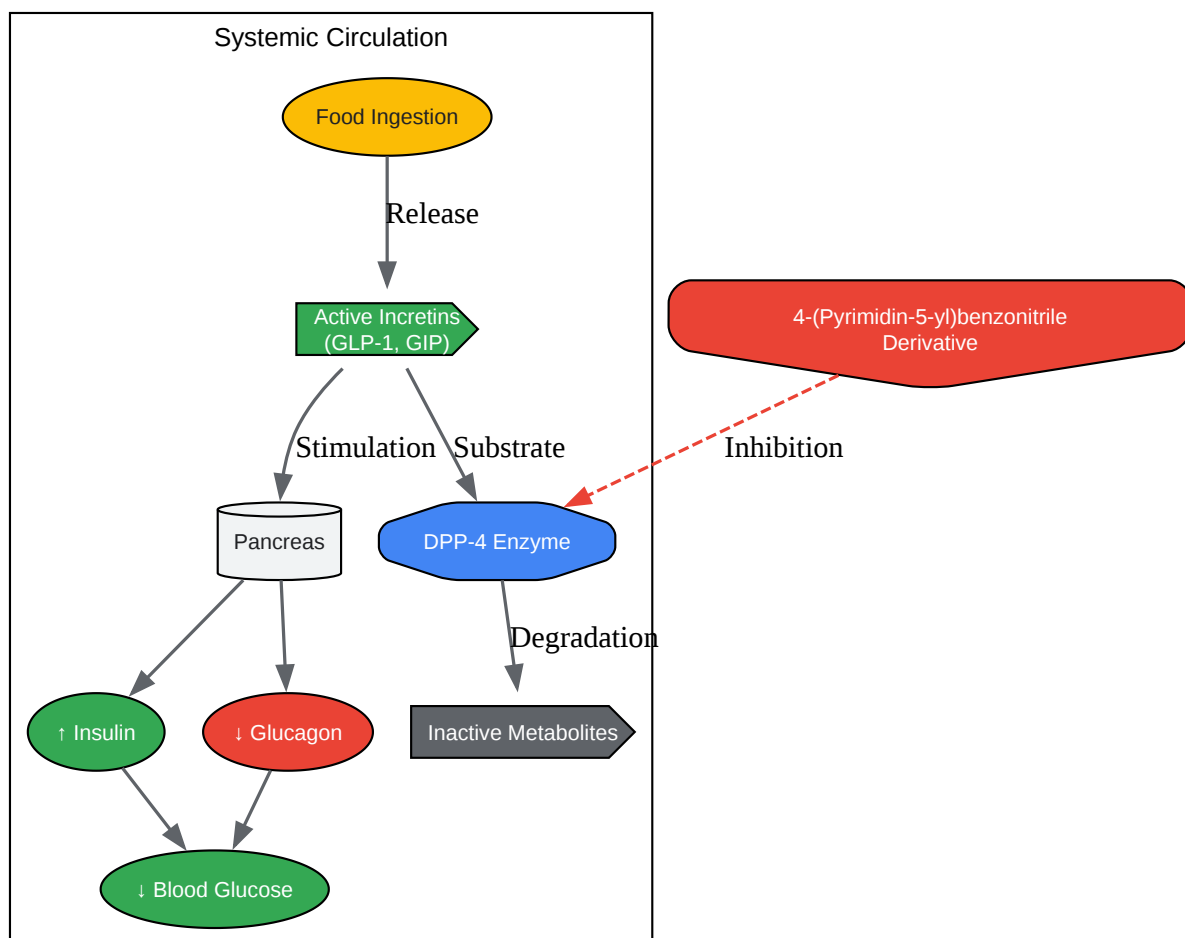 Systemic Circulation
Food Ingestion
Release
Active Incretins
(GLP-1, GIP)
4-(Pyrimidin-5-yl)benzonitrile
Derivative
Stimulation
Substrate
Inhibition
Pancreas
DPP-4 Enzyme
Degradation
↑ Insulin
↓ Glucagon
Inactive Metabolites
↓ Blood Glucose